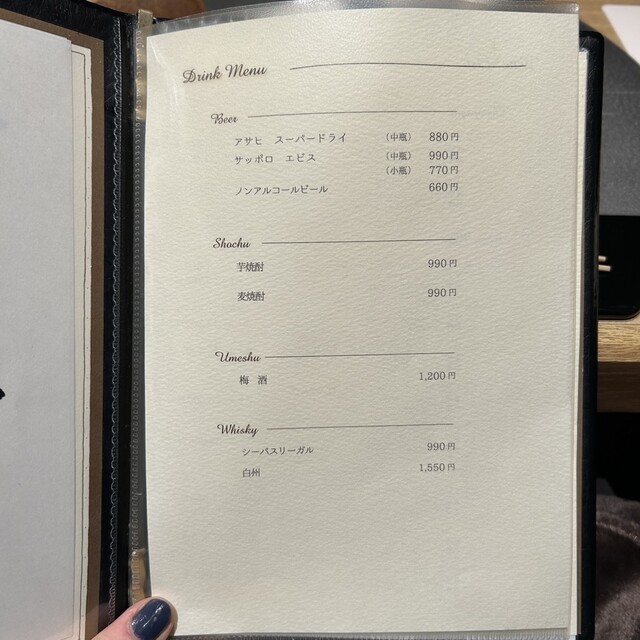 Drink Menu
Beer
アサヒ スーパードライ (中瓶) 880円
サッポロ エビス (中瓶) 990円
(小瓶) 770円
ノンアルコールビール 660円
Shochu
芋焼酎 990円
麦焼酎 990円
Umeshu
梅 酒 1,200円
Whisky
シーバスリーガル 990円
白州 1,550円